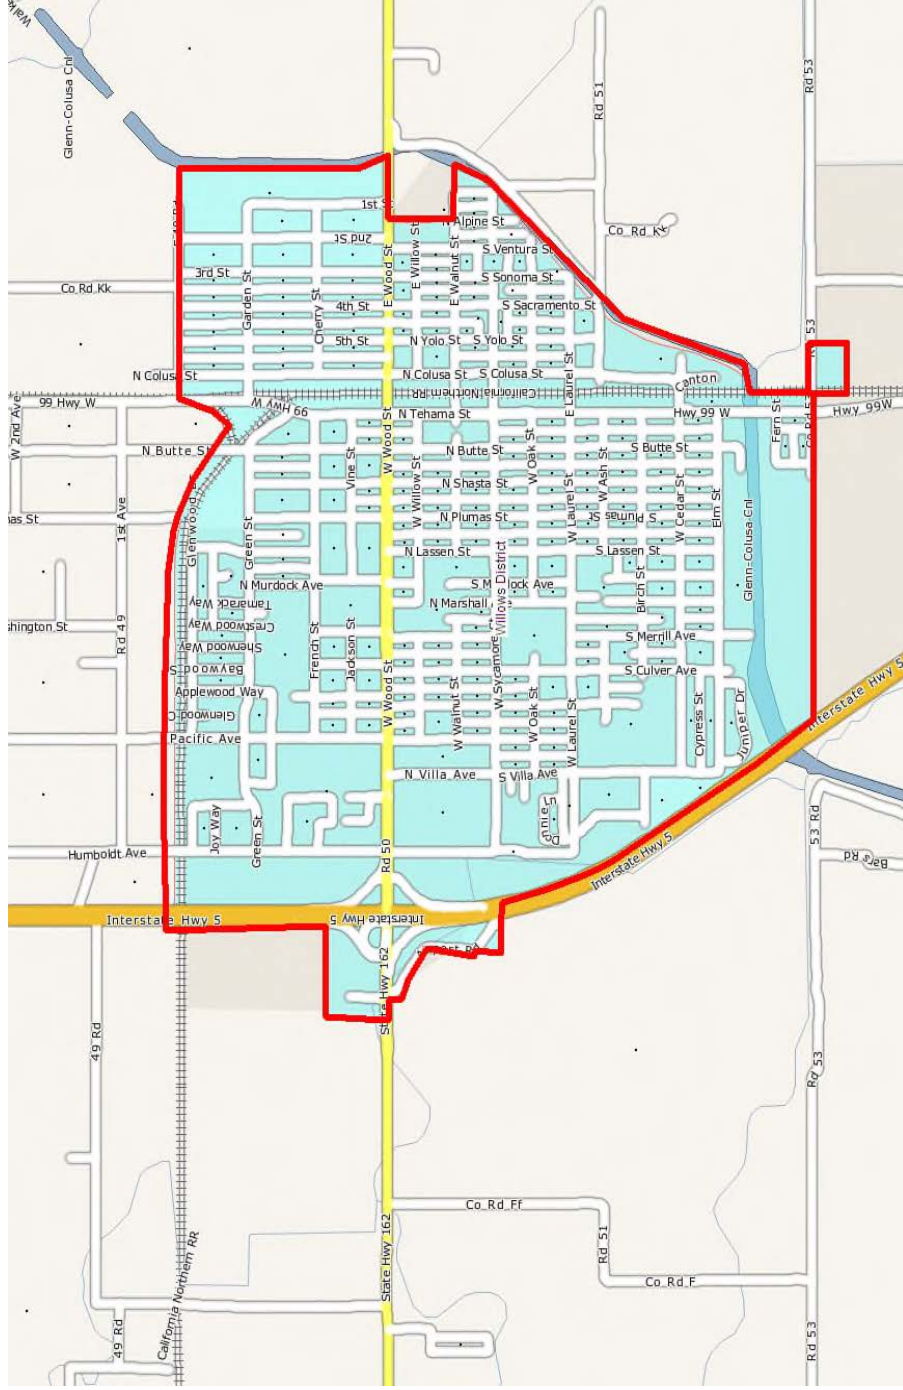 Glenn-Colusa Cnl
Rd 53
Rd 51
1st S
N Alpine St
2nd St
Co Rd Kk
S Ventura St
3rd St
S Sonoma St
E Wood St
E Willow St
E Walnut St
Garden St
Cherry St
Co Rd Kk
4th St
S Sacramento St
5th St
N Yolo St
S Yolo St
N Colusa St
N Colusa St
S Colusa St
Canton
California Northern RR
E Laurel St
99 Hwy W
99 Hwy W
N Tehama St
Hwy 99 W
Hwy 99W
Fern St
W 2nd Ave
N Butte St
N Butte St
S Butte St
W Wood St
Vine St
N Shasta St
W Oak St
W Ash St
W Willow St
W Laurel St
W Cedar St
Elm St
N Plumas St
S Plumas St
nas St
1st Ave
Green St
N Lassen St
S Lassen St
Willows District
Glenn-Colusa Cnl
N Murdock Ave
Birch St
Tamarack Way
Crestwood Way
Sherwood Way
Applewood Way
shington St
Rd 49
French St
Jackson St
S Merrill Ave
S Culver Ave
W Wood St
W Walnut St
W Oak St
W Laurel St
Cypress St
Juniper Dr
Interstate Hwy 5
Pacific Ave
N Villa Ave
S Villa Ave
Joy Way
Green St
Rd 50
53 Rd
Humboldt Ave
Interstate Hwy 5
Interstate Hwy 5
Interstate Hwy 5
State Hwy 162
49 Rd
Rd 53
Co Rd Ff
Rd 51
State Hwy 162
California Northern RR
Co Rd F
49 Rd
Rd 53